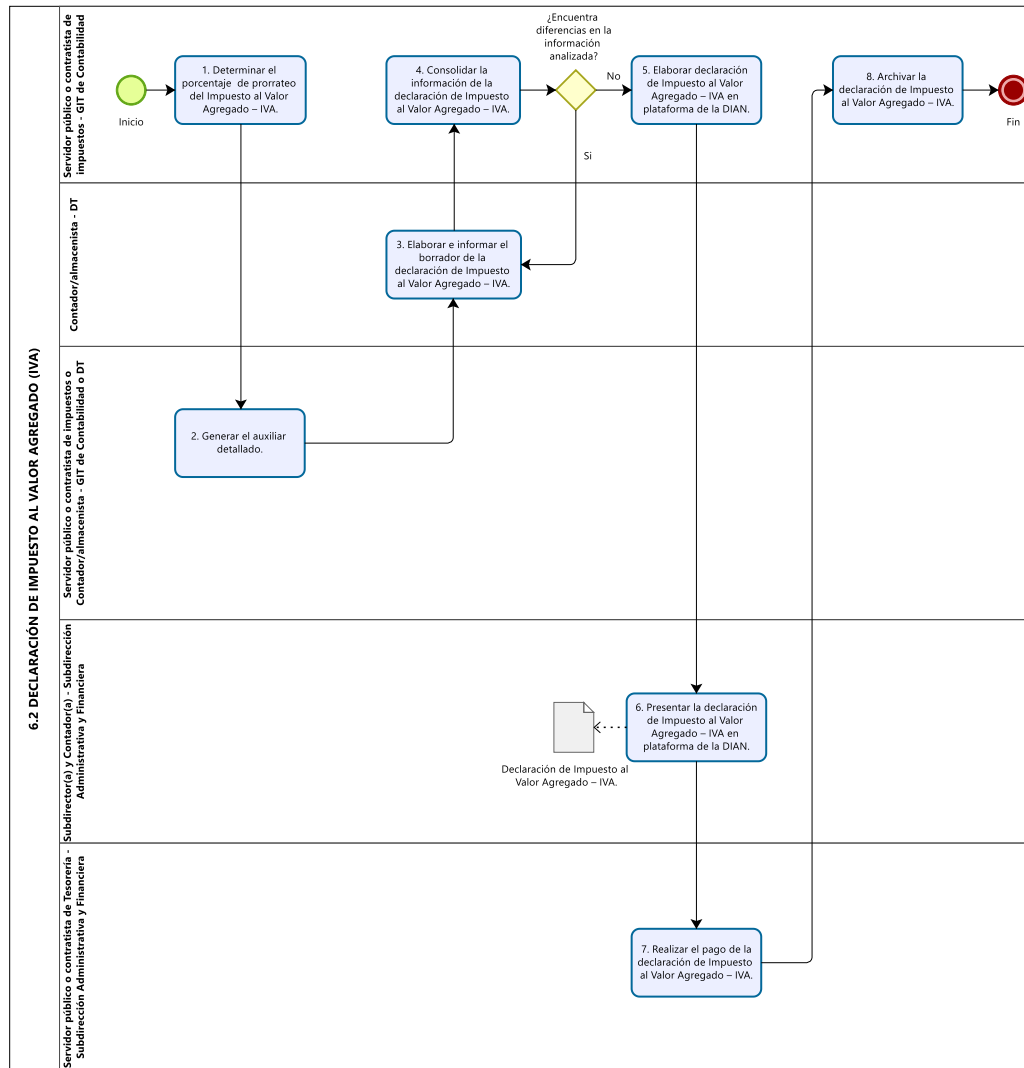 6.2 DECLARACIÓN DE IMPUESTO AL VALOR AGREGADO (IVA)
Servidor público o contratista de
impuestos - GIT de Contabilidad
Inicio
1. Determinar el
porcentaje  de prorrateo
del Impuesto al Valor
Agregado – IVA.
4. Consolidar la
información de la
declaración de Impuesto
al Valor Agregado – IVA.
¿Encuentra
diferencias en la
información
analizada?
No
Si
5. Elaborar declaración
de Impuesto al Valor
Agregado – IVA en
plataforma de la DIAN.
8. Archivar la
declaración de Impuesto
al Valor Agregado – IVA.
Fin
Contador/almacenista - DT
3. Elaborar e informar el
borrador de la
declaración de Impuesto
al Valor Agregado – IVA.
Servidor público o contratista de impuestos o
Contador/almacenista - GIT de Contabilidad o DT
2. Generar el auxiliar
detallado.
Subdirector(a) y Contador(a) - Subdirección
Administrativa y Financiera
Declaración de Impuesto al
Valor Agregado – IVA.
6. Presentar la declaración
de Impuesto al Valor
Agregado – IVA en
plataforma de la DIAN.
Servidor público o contratista de Tesorería -
Subdirección Administrativa y Financiera
7. Realizar el pago de la
declaración de Impuesto
al Valor Agregado – IVA.